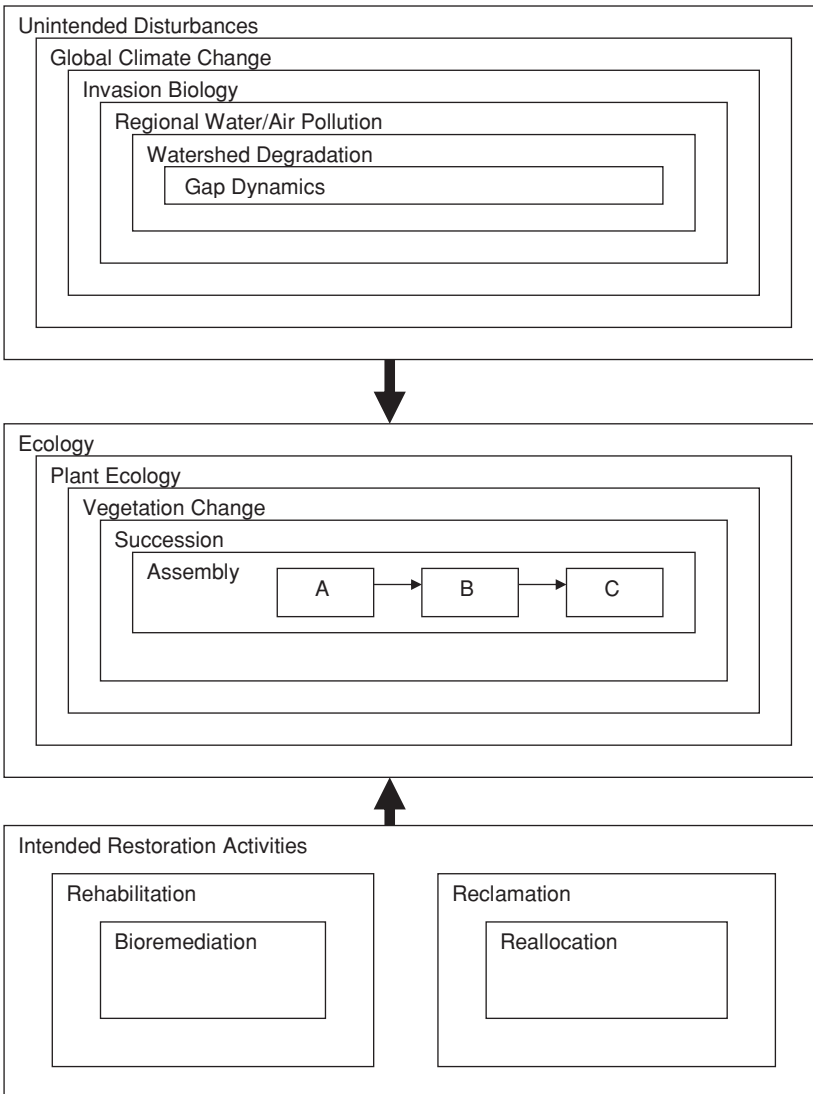 Unintended Disturbances
Global Climate Change
Invasion Biology
Regional Water/Air Pollution
Watershed Degradation
Gap Dynamics
Ecology
Plant Ecology
Vegetation Change
Succession
Assembly A B C
Intended Restoration Activities
Rehabilitation Reclamation
Bioremediation Reallocation